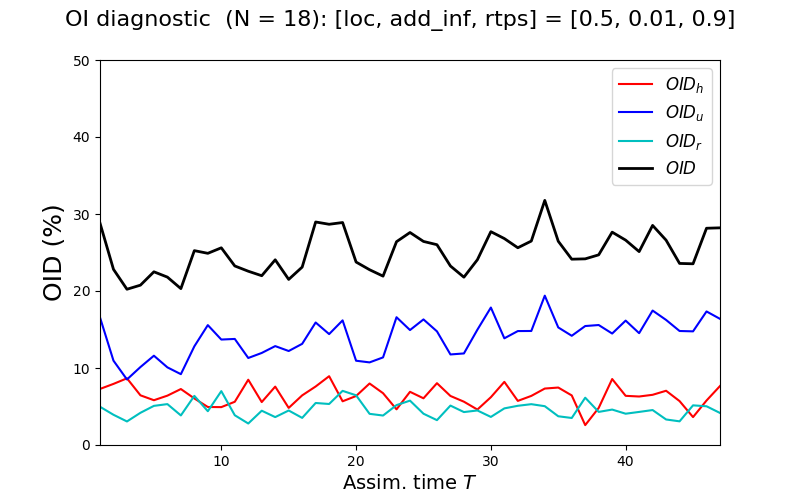 OI diagnostic (N = 18): [loc, add_inf, rtps] = [0.5, 0.01, 0.9]
50
40
30
20
10
0
OID (%)
OID_h
OID_u
OID_r
OID
10
20
30
40
Assim. time T